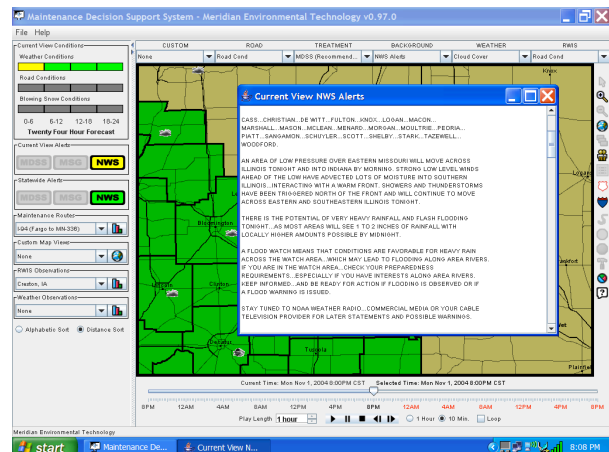 Maintenance Decision Support System - Meridian Environmental Technology v0.97.0
File Help
Current View Conditions
Weather Conditions
Road Conditions
Blowing Snow Conditions
0-6 6-12 12-18 18-24
Twenty Four Hour Forecast
Current View Alerts
MDSS MSG NWS
Statewide Alerts
MDSS MSG NWS
Maintenance Routes
I-94 (Fargo to MN-336)
Custom Map Views
None
RWIS Observations
Creston, IA
Weather Observations
None
Alphabetic Sort Distance Sort
CUSTOM ROAD TREATMENT BACKGROUND WEATHER RWIS
None Road Cond MDSS (Recommend... NWS Alerts Cloud Cover Road Cond
Knox
Bloomington
Lincoln
Clinton
Decatur
Tuscola
Current View NWS Alerts
CASS...CHRISTIAN...DE WITT...FULTON...KNOX...LOGAN...MACON...
MARSHALL...MASON...MCLEAN...MENARD...MORGAN...MOULTRIE...PEORIA...
PIATT...SANGAMON...SCHUYLER...SCOTT...SHELBY...STARK...TAZEWELL...
WOODFORD.
AN AREA OF LOW PRESSURE OVER EASTERN MISSOURI WILL MOVE ACROSS
ILLINOIS TONIGHT AND INTO INDIANA BY MORNING. STRONG LOW LEVEL WINDS
AHEAD OF THE LOW HAVE ADVECTED LOTS OF MOISTURE INTO SOUTHERN
ILLINOIS...INTERACTING WITH A WARM FRONT. SHOWERS AND THUNDERSTORMS
HAVE BEEN TRIGGERED NORTH OF THE FRONT AND WILL CONTINUE TO MOVE
ACROSS EASTERN AND SOUTHEASTERN ILLINOIS TONIGHT.
THERE IS THE POTENTIAL OF VERY HEAVY RAINFALL AND FLASH FLOODING
TONIGHT...AS MOST AREAS WILL SEE 1 TO 2 INCHES OF RAINFALL WITH
LOCALLY HIGHER AMOUNTS POSSIBLE BY MIDNIGHT.
A FLOOD WATCH MEANS THAT CONDITIONS ARE FAVORABLE FOR HEAVY RAIN
ACROSS THE WATCH AREA...WHICH MAY LEAD TO FLOODING ALONG AREA RIVERS.
IF YOU ARE IN THE WATCH AREA...CHECK YOUR PREPAREDNESS
REQUIREMENTS...ESPECIALLY IF YOU HAVE INTERESTS ALONG AREA RIVERS.
KEEP INFORMED...AND BE READY FOR ACTION IF FLOODING IS OBSERVED OR IF
A FLOOD WARNING IS ISSUED.
STAY TUNED TO NOAA WEATHER RADIO...COMMERCIAL MEDIA OR YOUR CABLE
TELEVISION PROVIDER FOR LATER STATEMENTS AND POSSIBLE WARNINGS.
Current Time: Mon Nov 1, 2004 8:00PM CST Selected Time: Mon Nov 1, 2004 8:00PM CST
8PM 12AM 4AM 8AM 12PM 4PM 8PM 12AM 4AM 8AM 12PM 4PM 8PM
Play Length 1 hour 1 Hour 10 Min. Loop
Meridian Environmental Technology
start Maintenance De... Current View N... 8:08 PM